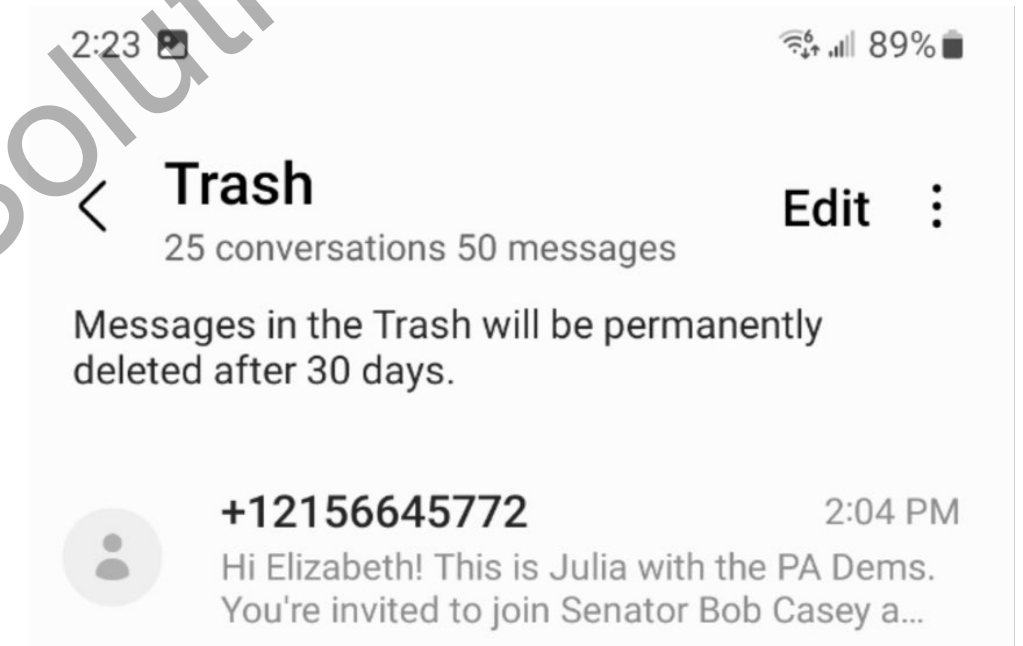 2:23 89%
Trash
Edit
25 conversations 50 messages
Messages in the Trash will be permanently
deleted after 30 days.
+12156645772 2:04 PM
Hi Elizabeth! This is Julia with the PA Dems.
You're invited to join Senator Bob Casey a...